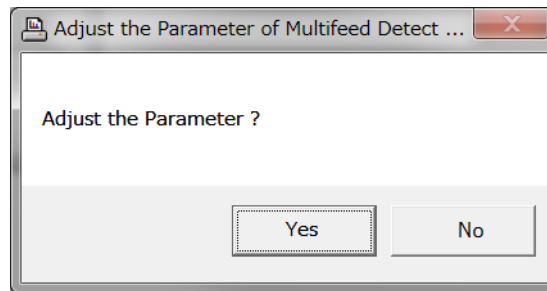 Adjust the Parameter of Multifeed Detect ...
Adjust the Parameter ?
Yes
No